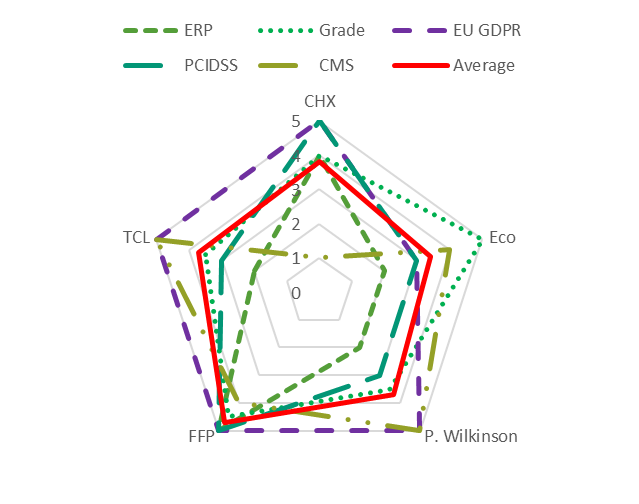 ERP Grade EU GDPR
PCIDSS CMS Average
CHX
5
4
3
2
1
0
TCL
Eco
FFP
P. Wilkinson